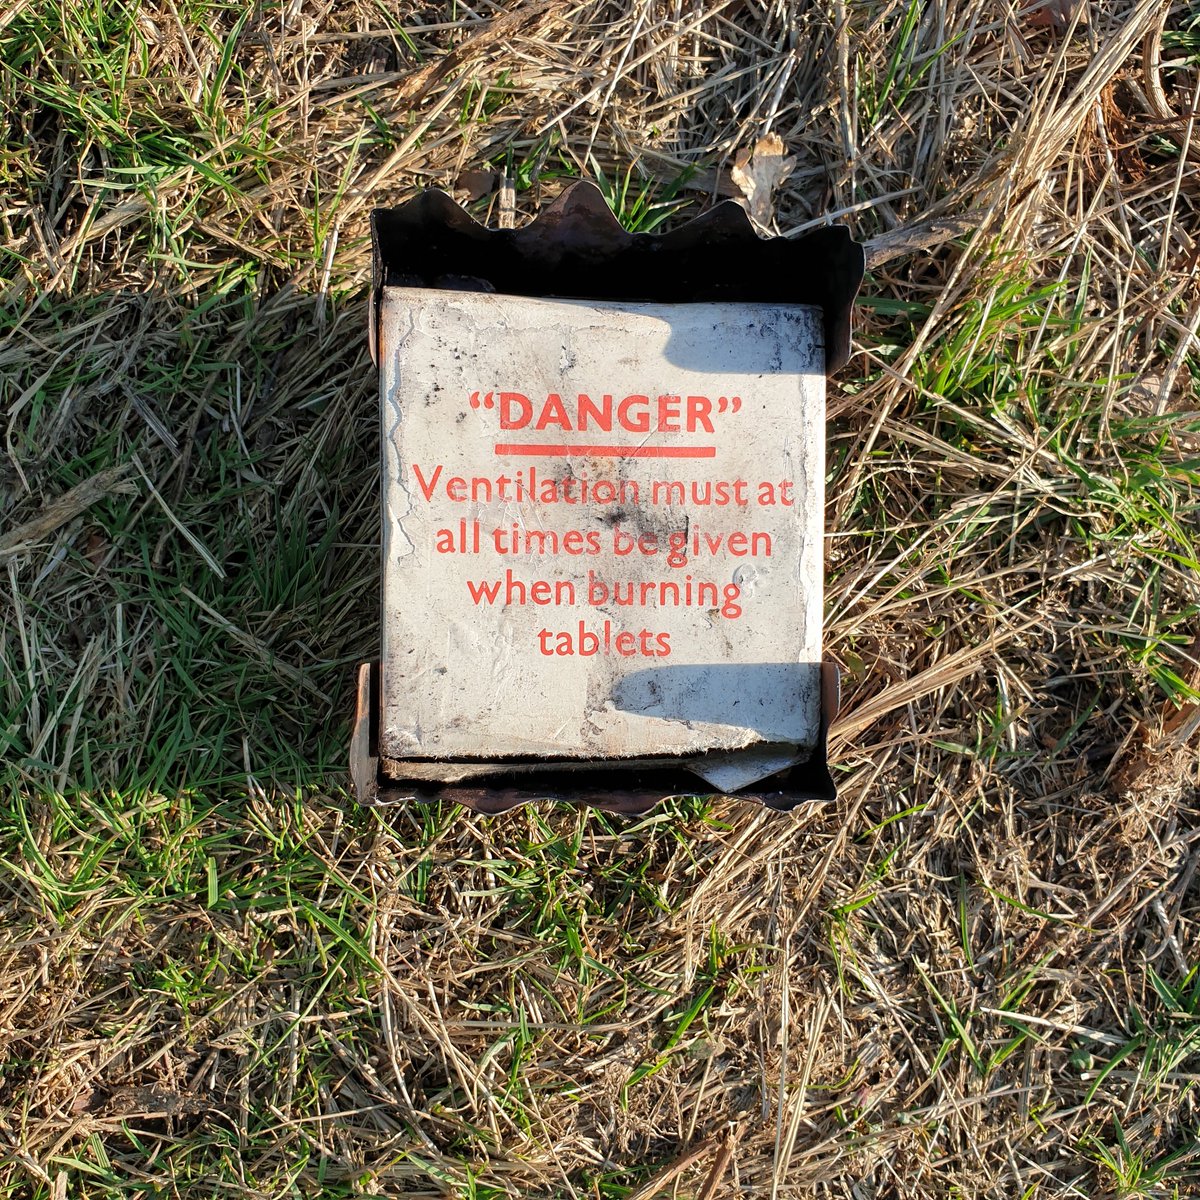 “DANGER”
Ventilation must at
all times be given
when burning
tablets